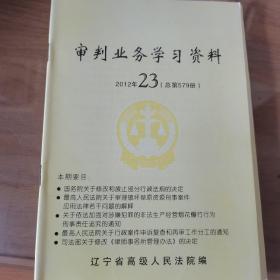 审判业务学习资料
2012年 23（总第579册）
本期要目：
● 国务院关于修改和废止部分行政法规的决定
● 最高人民法院关于审理破坏草原资源刑事案件
应用法律若干问题的解释
● 关于依法加强对涉嫌犯罪的非法生产经营烟花爆竹行为
刑事责任追究的通知
● 最高人民法院关于行政案件申诉复查和再审工作分工的通知
● 司法部关于修改《律师事务所管理办法》的决定
辽宁省高级人民法院编